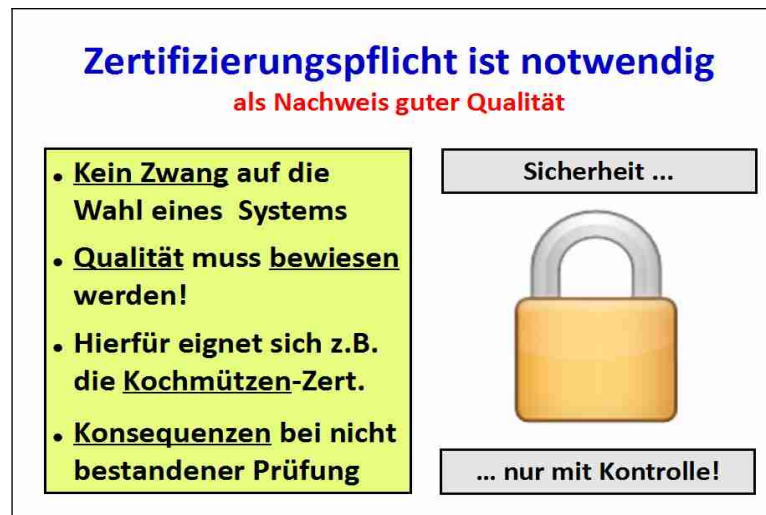 Zertifizierungspflicht ist notwendig
als Nachweis guter Qualität
• Kein Zwang auf die
Wahl eines Systems
• Qualität muss bewiesen
werden!
• Hierfür eignet sich z.B.
die Kochmützen-Zert.
• Konsequenzen bei nicht
bestandener Prüfung
Sicherheit ...
... nur mit Kontrolle!